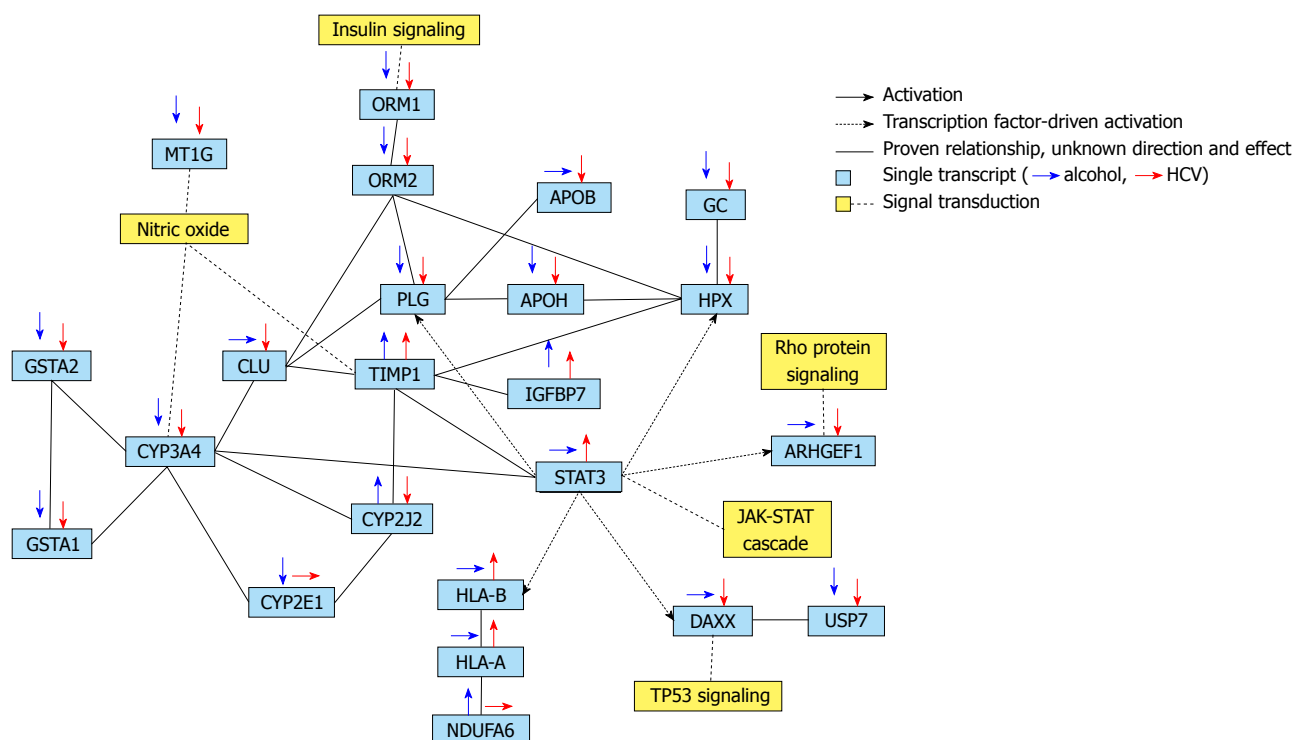 Insulin signaling
ORM1
MT1G
ORM2
APOB
GC
Nitric oxide
PLG
APOH
HPX
GSTA2
CLU
TIMP1
IGFBP7
Rho protein
signaling
CYP3A4
STAT3
ARHGEF1
GSTA1
CYP2J2
JAK-STAT
cascade
CYP2E1
HLA-B
DAXX
USP7
HLA-A
TP53 signaling
NDUFA6
Activation
Transcription factor-driven activation
Proven relationship, unknown direction and effect
Single transcript ( alcohol, HCV)
Signal transduction